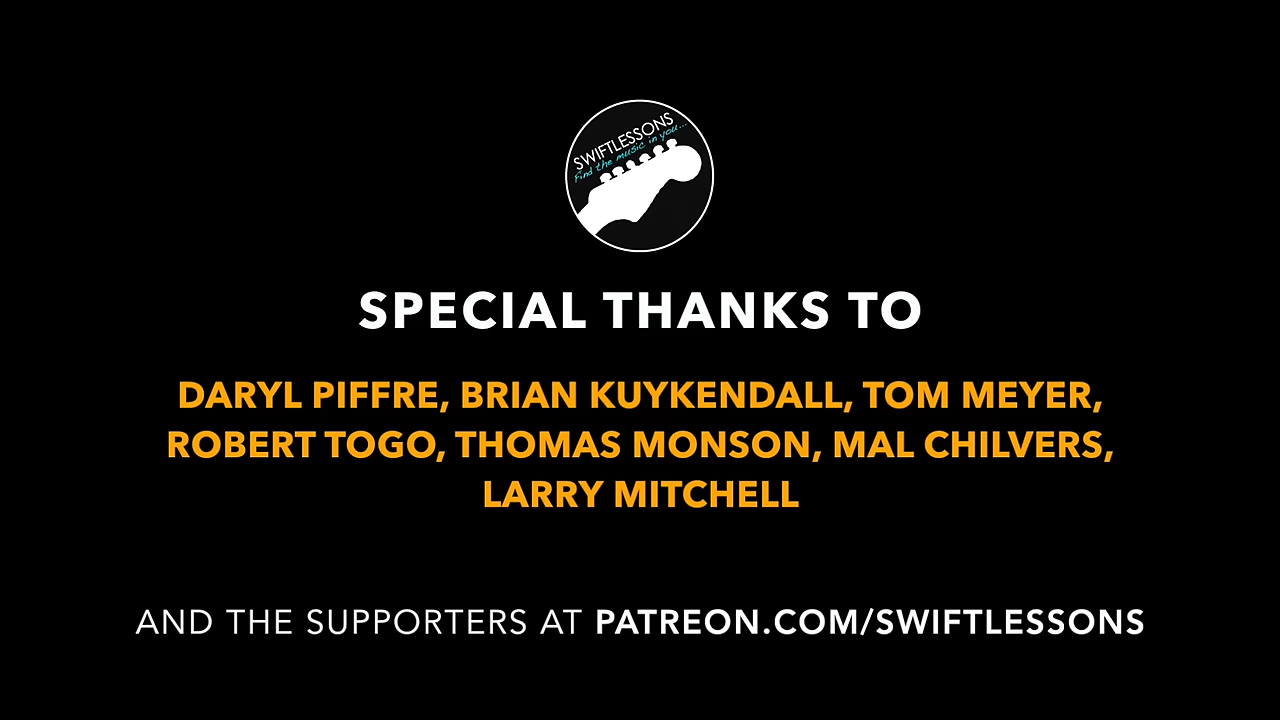 SWIFTLESSONS
Find the music in you...
SPECIAL THANKS TO
DARYL PIFFRE, BRIAN KUYKENDALL, TOM MEYER,
ROBERT TOGO, THOMAS MONSON, MAL CHILVERS,
LARRY MITCHELL
AND THE SUPPORTERS AT PATREON.COM/SWIFTLESSONS